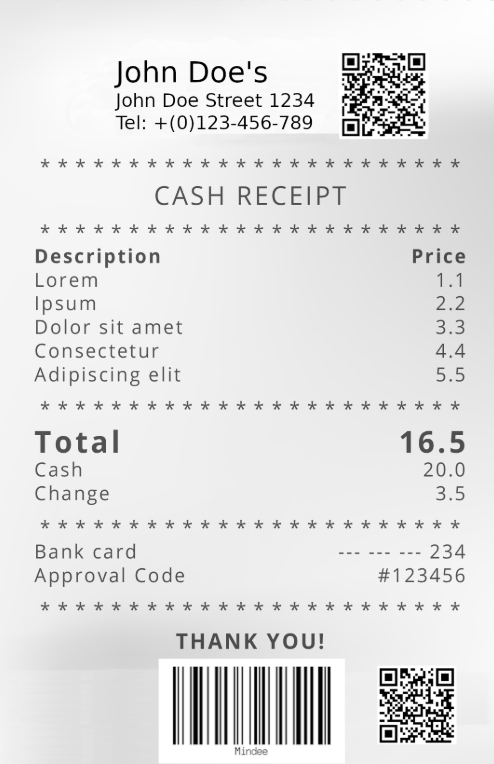 John Doe's
John Doe Street 1234
Tel: +(0)123-456-789
* * * * * * * * * * * * * * * * * * * * * * * *
CASH RECEIPT
* * * * * * * * * * * * * * * * * * * * * * * *
Description Price
Lorem 1.1
Ipsum 2.2
Dolor sit amet 3.3
Consectetur 4.4
Adipiscing elit 5.5
* * * * * * * * * * * * * * * * * * * * * * * *
Total 16.5
Cash 20.0
Change 3.5
* * * * * * * * * * * * * * * * * * * * * * * *
Bank card --- --- --- 234
Approval Code #123456
* * * * * * * * * * * * * * * * * * * * * * * *
THANK YOU!
Mindee